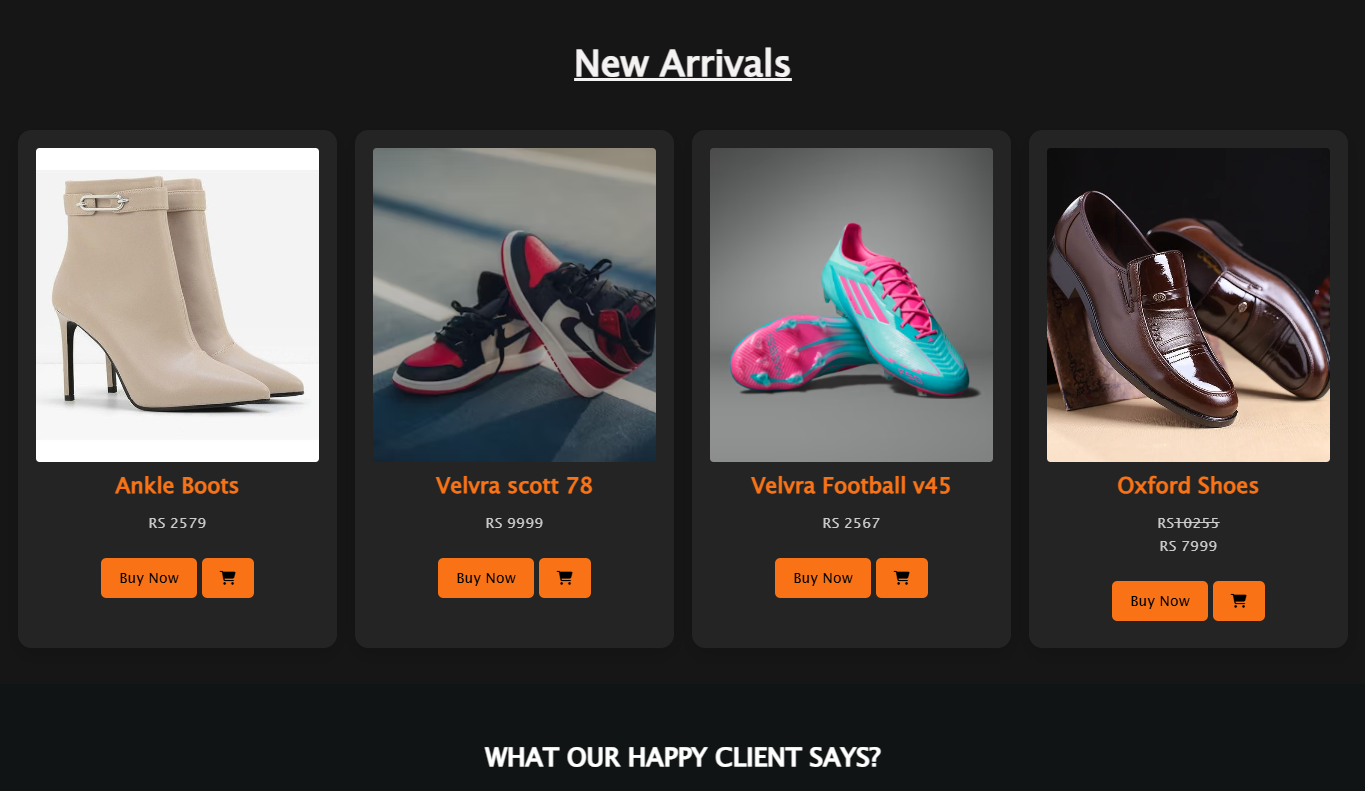 New Arrivals
Ankle Boots
RS 2579
Buy Now
Velvra scott 78
RS 9999
Buy Now
Velvra Football v45
RS 2567
Buy Now
Oxford Shoes
RS10255
RS 7999
Buy Now
WHAT OUR HAPPY CLIENT SAYS?